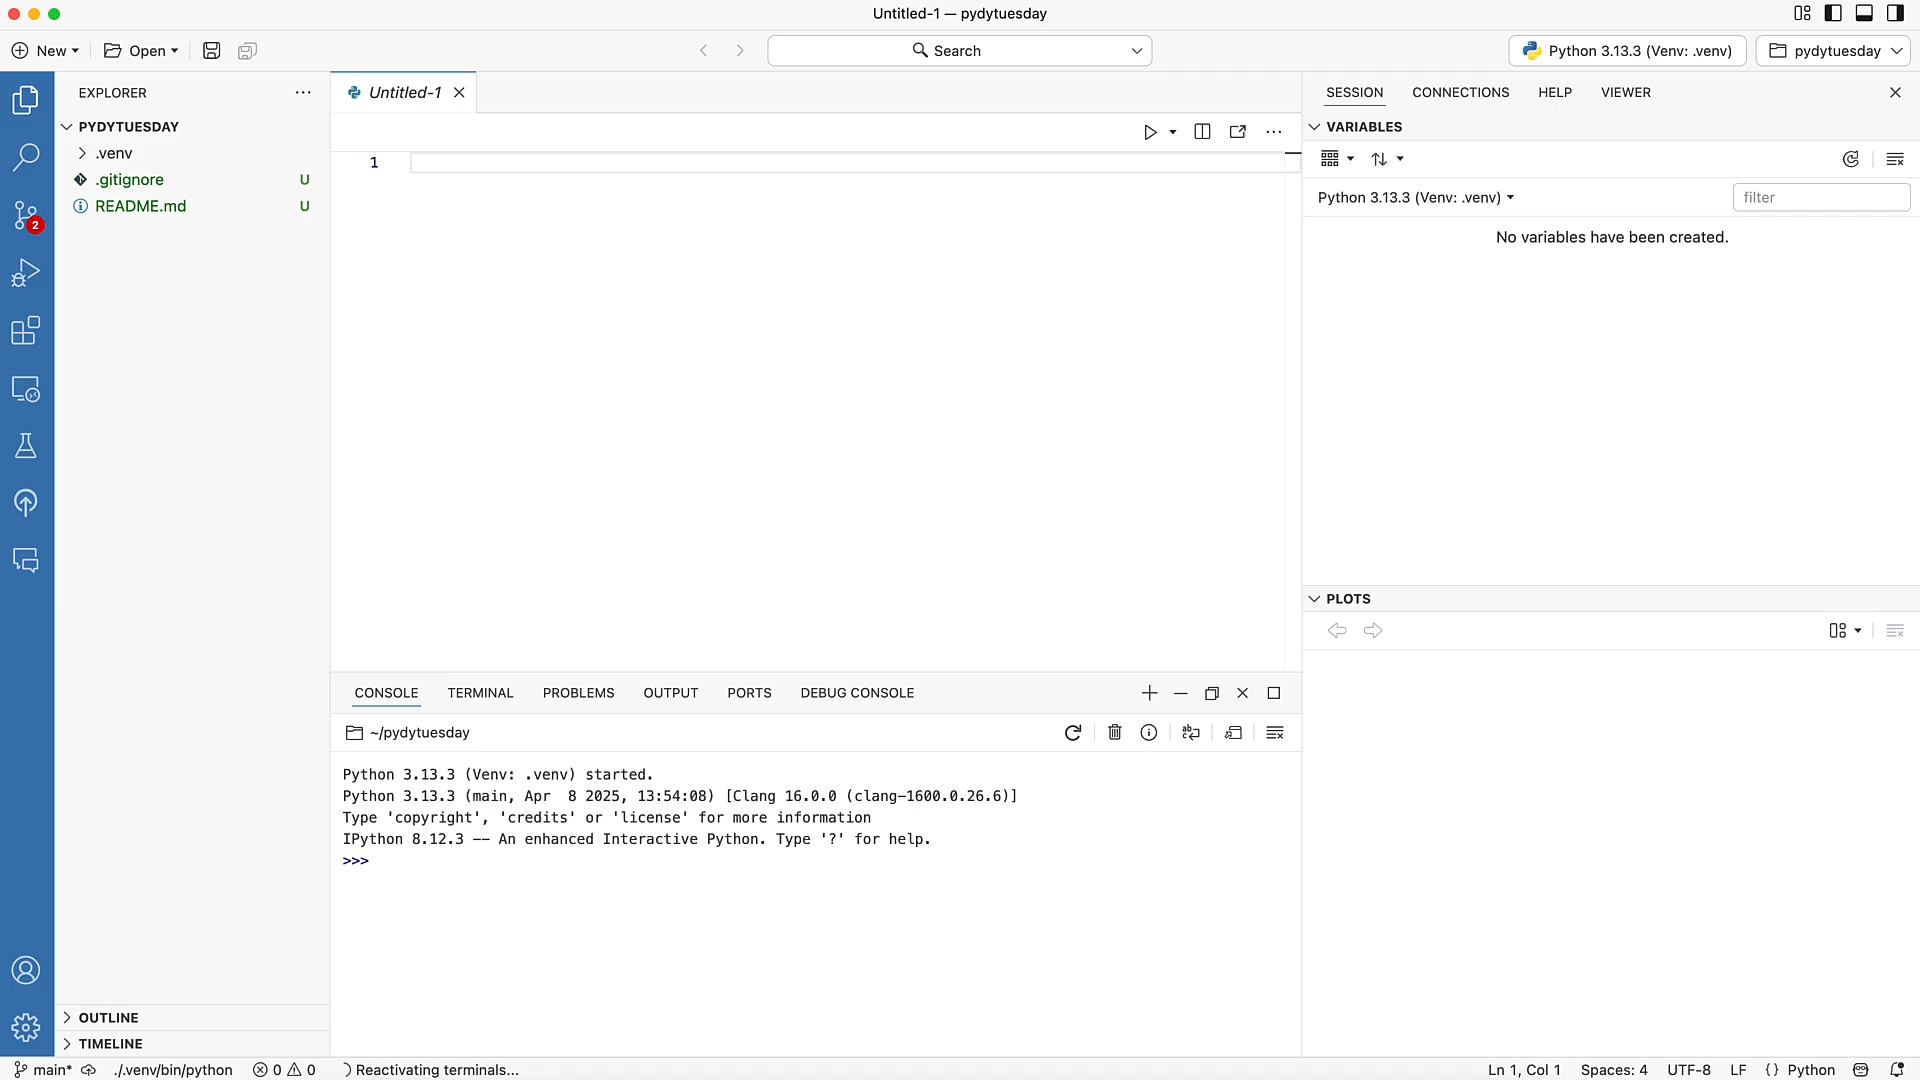 Untitled-1 — pydytuesday
New
Open
Search
Python 3.13.3 (Venv: .venv)
pydytuesday
EXPLORER
PYDYTUESDAY
.venv
.gitignore U
README.md U
2
OUTLINE
TIMELINE
Untitled-1
1
CONSOLE TERMINAL PROBLEMS OUTPUT PORTS DEBUG CONSOLE
~/pydytuesday
Python 3.13.3 (Venv: .venv) started.
Python 3.13.3 (main, Apr  8 2025, 13:54:08) [Clang 16.0.0 (clang-1600.0.26.6)]
Type 'copyright', 'credits' or 'license' for more information
IPython 8.12.3 -- An enhanced Interactive Python. Type '?' for help.
>>>
SESSION CONNECTIONS HELP VIEWER
VARIABLES
Python 3.13.3 (Venv: .venv)
filter
No variables have been created.
PLOTS
main* ./.venv/bin/python 0 0 Reactivating terminals...
Ln 1, Col 1 Spaces: 4 UTF-8 LF {} Python